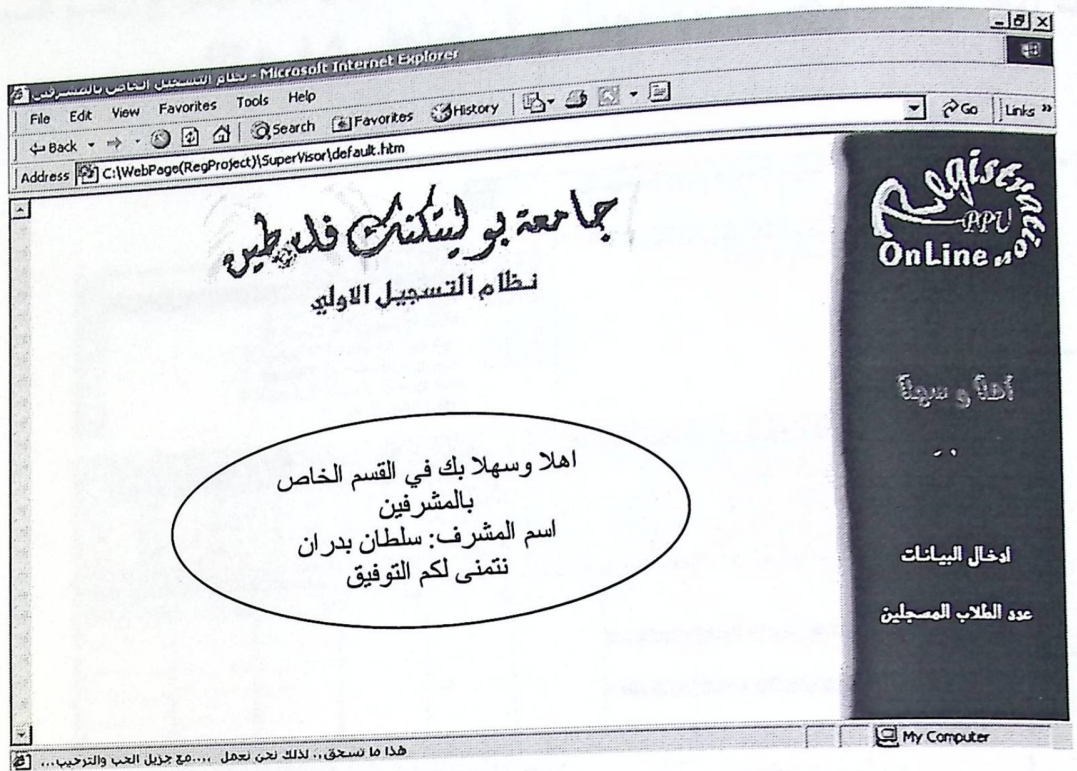 نظام التسجيل الخاص بالمشرفين - Microsoft Internet Explorer
File Edit View Favorites Tools Help
Back Search Favorites History
Address C:\WebPage(RegProject)\SuperVisor\default.htm Go Links »
جامعة بوليتكنك فلسطين
نظام التسجيل الاولي
Registration
PPU
OnLine
أهلا و سهلا
اهلا وسهلا بك في القسم الخاص
بالمشرفين
اسم المشرف: سلطان بدران
نتمنى لكم التوفيق
ادخال البيانات
عدد الطلاب المسجلين
هذا ما تستحق,, لذلك نحن نعمل ,...مع جزيل الحب والترحيب...
My Computer